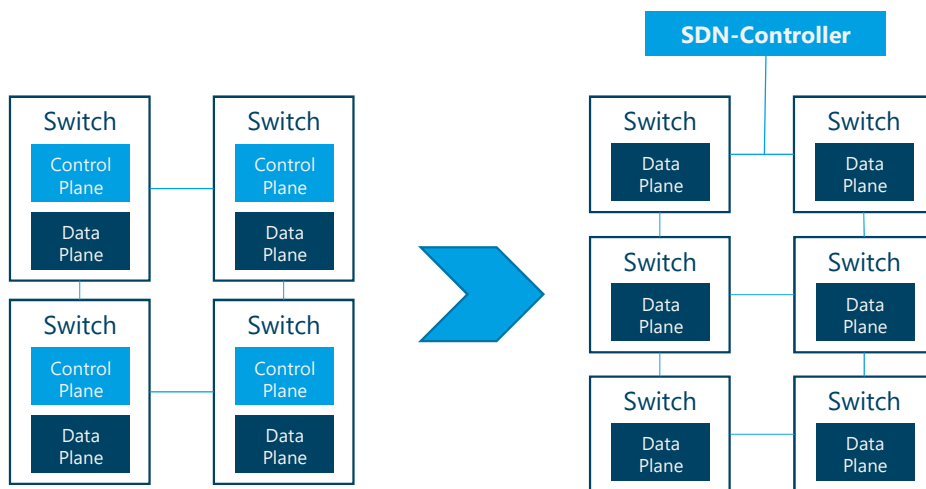 SDN-Controller
Switch
Control
Plane
Data
Plane
Switch
Control
Plane
Data
Plane
Switch
Control
Plane
Data
Plane
Switch
Control
Plane
Data
Plane
Switch
Data
Plane
Switch
Data
Plane
Switch
Data
Plane
Switch
Data
Plane
Switch
Data
Plane
Switch
Data
Plane